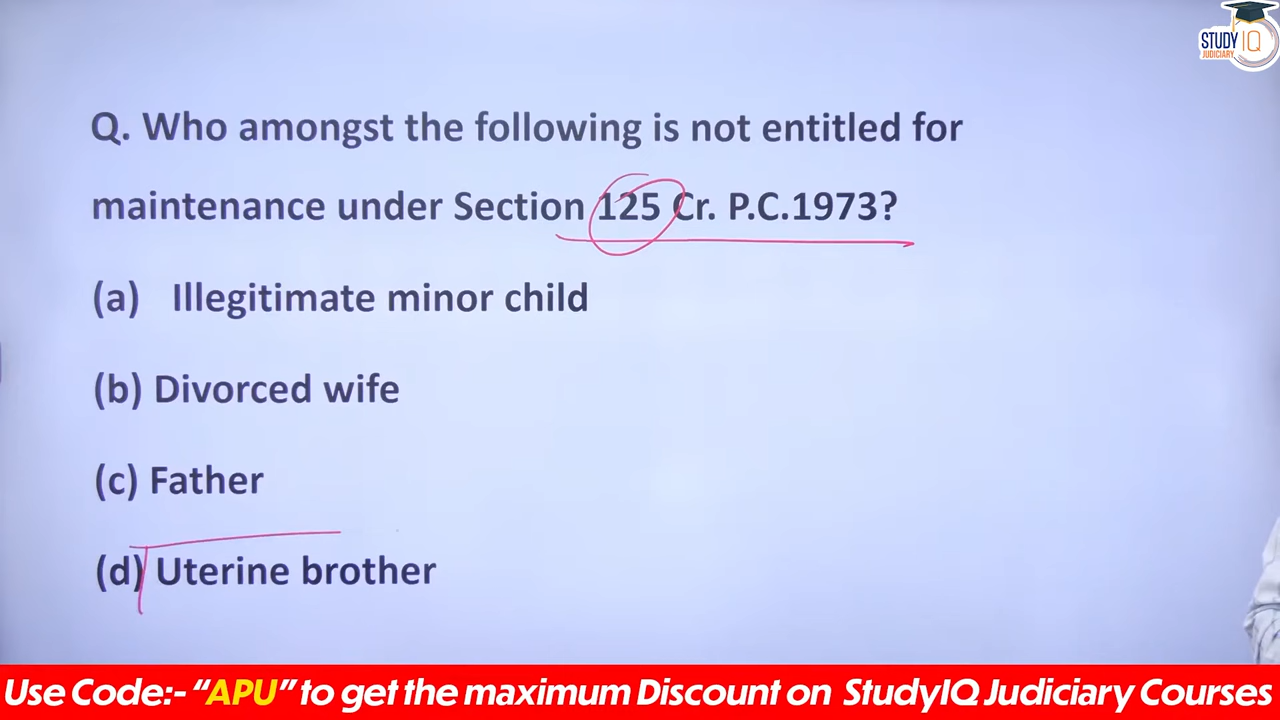 STUDY IQ
JUDICIARY
Q. Who amongst the following is not entitled for
maintenance under Section 125 Cr. P.C.1973?
(a) Illegitimate minor child
(b) Divorced wife
(c) Father
(d) Uterine brother
Use Code:- “APU” to get the maximum Discount on StudyIQ Judiciary Courses